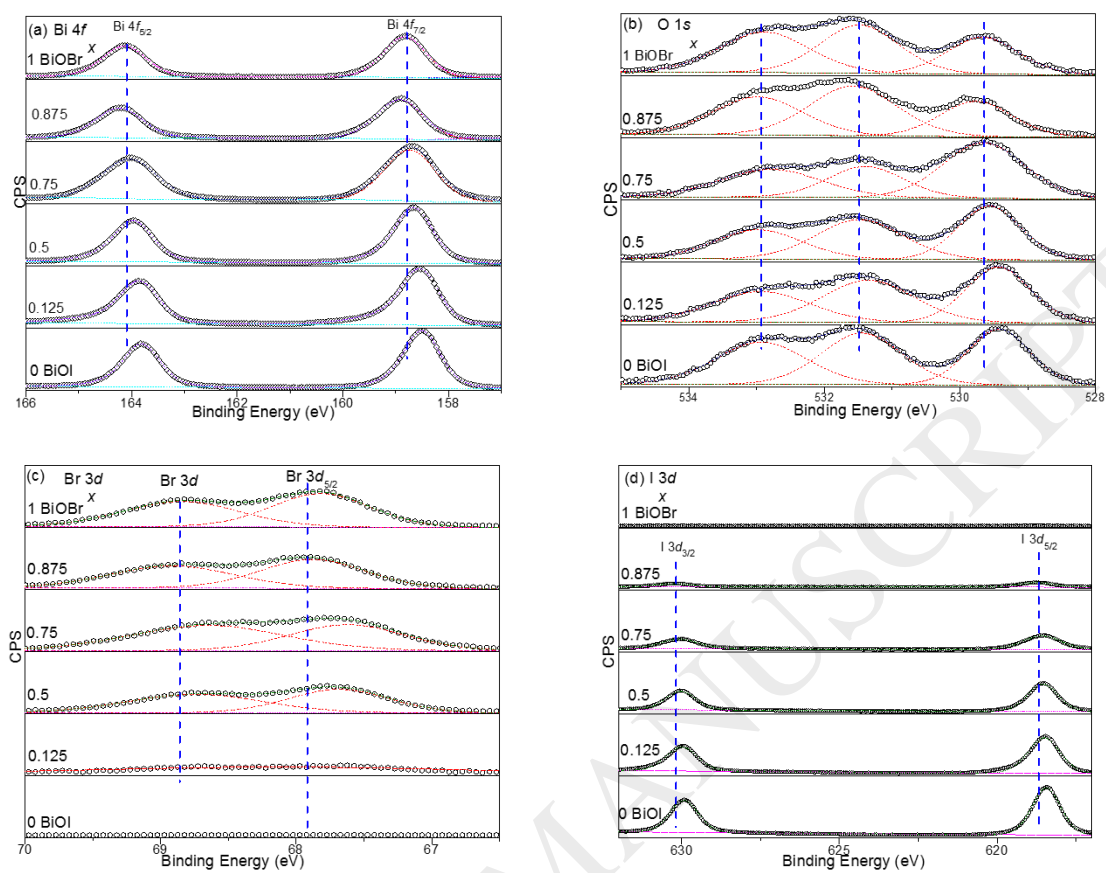 (a) Bi 4f
Bi 4f5/2
Bi 4f7/2
x
1 BiOBr
0.875
0.75
0.5
0.125
0 BiOI
CPS
166 164 162 160 158
Binding Energy (eV)
(b) O 1s
x
1 BiOBr
0.875
0.75
0.5
0.125
0 BiOI
CPS
534 532 530 528
Binding Energy (eV)
(c) Br 3d
Br 3d
Br 3d5/2
x
1 BiOBr
0.875
0.75
0.5
0.125
0 BiOI
CPS
70 69 68 67
Binding Energy (eV)
(d) I 3d
x
1 BiOBr
I 3d3/2
I 3d5/2
0.875
0.75
0.5
0.125
0 BiOI
CPS
630 625 620
Binding Energy (eV)
MANUSCRIPT